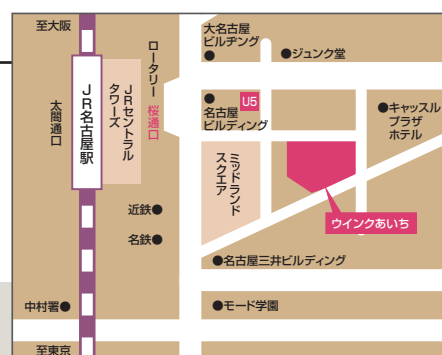 至大阪
太閤通口
JR名古屋駅
JRセントラル
タワーズ
ロータリー 桜通口
大名古屋
ビルヂング
●ジュンク堂
U5
名古屋
ビルディング
●キャッスル
プラザ
ホテル
ミッドランド
スクエア
ウインクあいち
近鉄●
名鉄●
●名古屋三井ビルディング
中村署●
●モード学園
至東京